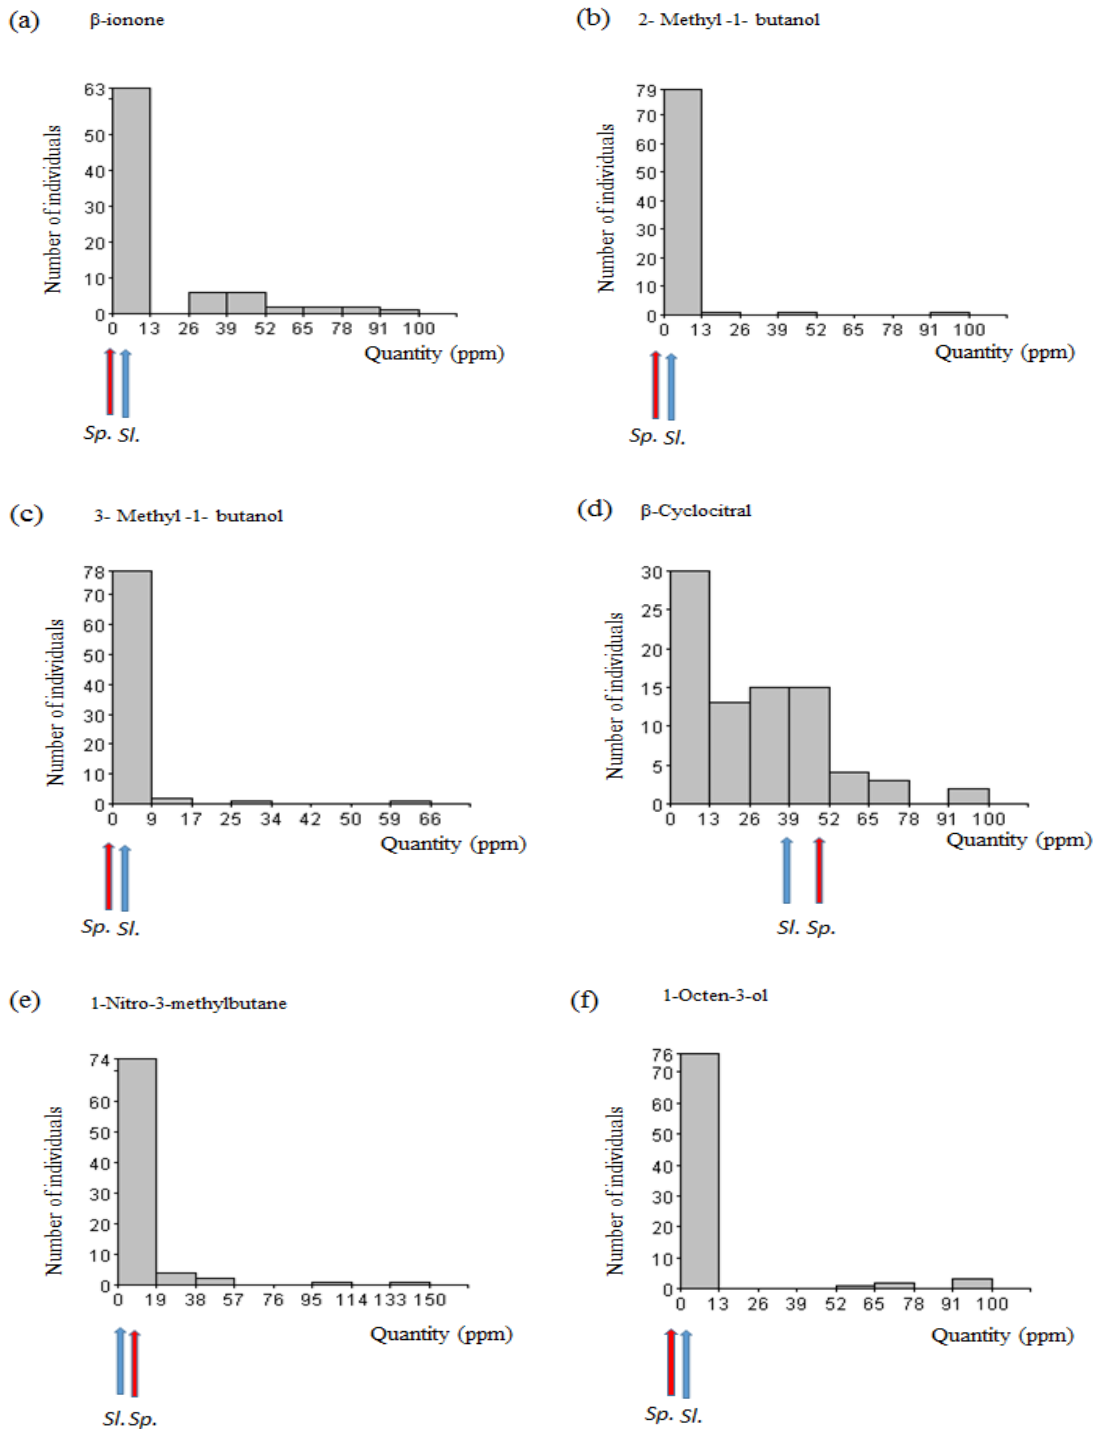 (a) β-ionone
63
50
40
30
20
10
0
Number of individuals
0 13 26 39 52 65 78 91 100
Quantity (ppm)
Sp. Sl.
(b) 2- Methyl -1- butanol
79
70
60
50
40
30
20
10
0
Number of individuals
0 13 26 39 52 65 78 91 100
Quantity (ppm)
Sp. Sl.
(c) 3- Methyl -1- butanol
78
70
60
50
40
30
20
10
0
Number of individuals
0 9 17 25 34 42 50 59 66
Quantity (ppm)
Sp. Sl.
(d) β-Cyclocitral
30
25
20
15
10
5
0
Number of individuals
0 13 26 39 52 65 78 91 100
Quantity (ppm)
Sl. Sp.
(e) 1-Nitro-3-methylbutane
74
60
50
40
30
20
10
0
Number of individuals
0 19 38 57 76 95 114 133 150
Quantity (ppm)
Sl. Sp.
(f) 1-Octen-3-ol
76
70
60
50
40
30
20
10
0
Number of individuals
0 13 26 39 52 65 78 91 100
Quantity (ppm)
Sp. Sl.